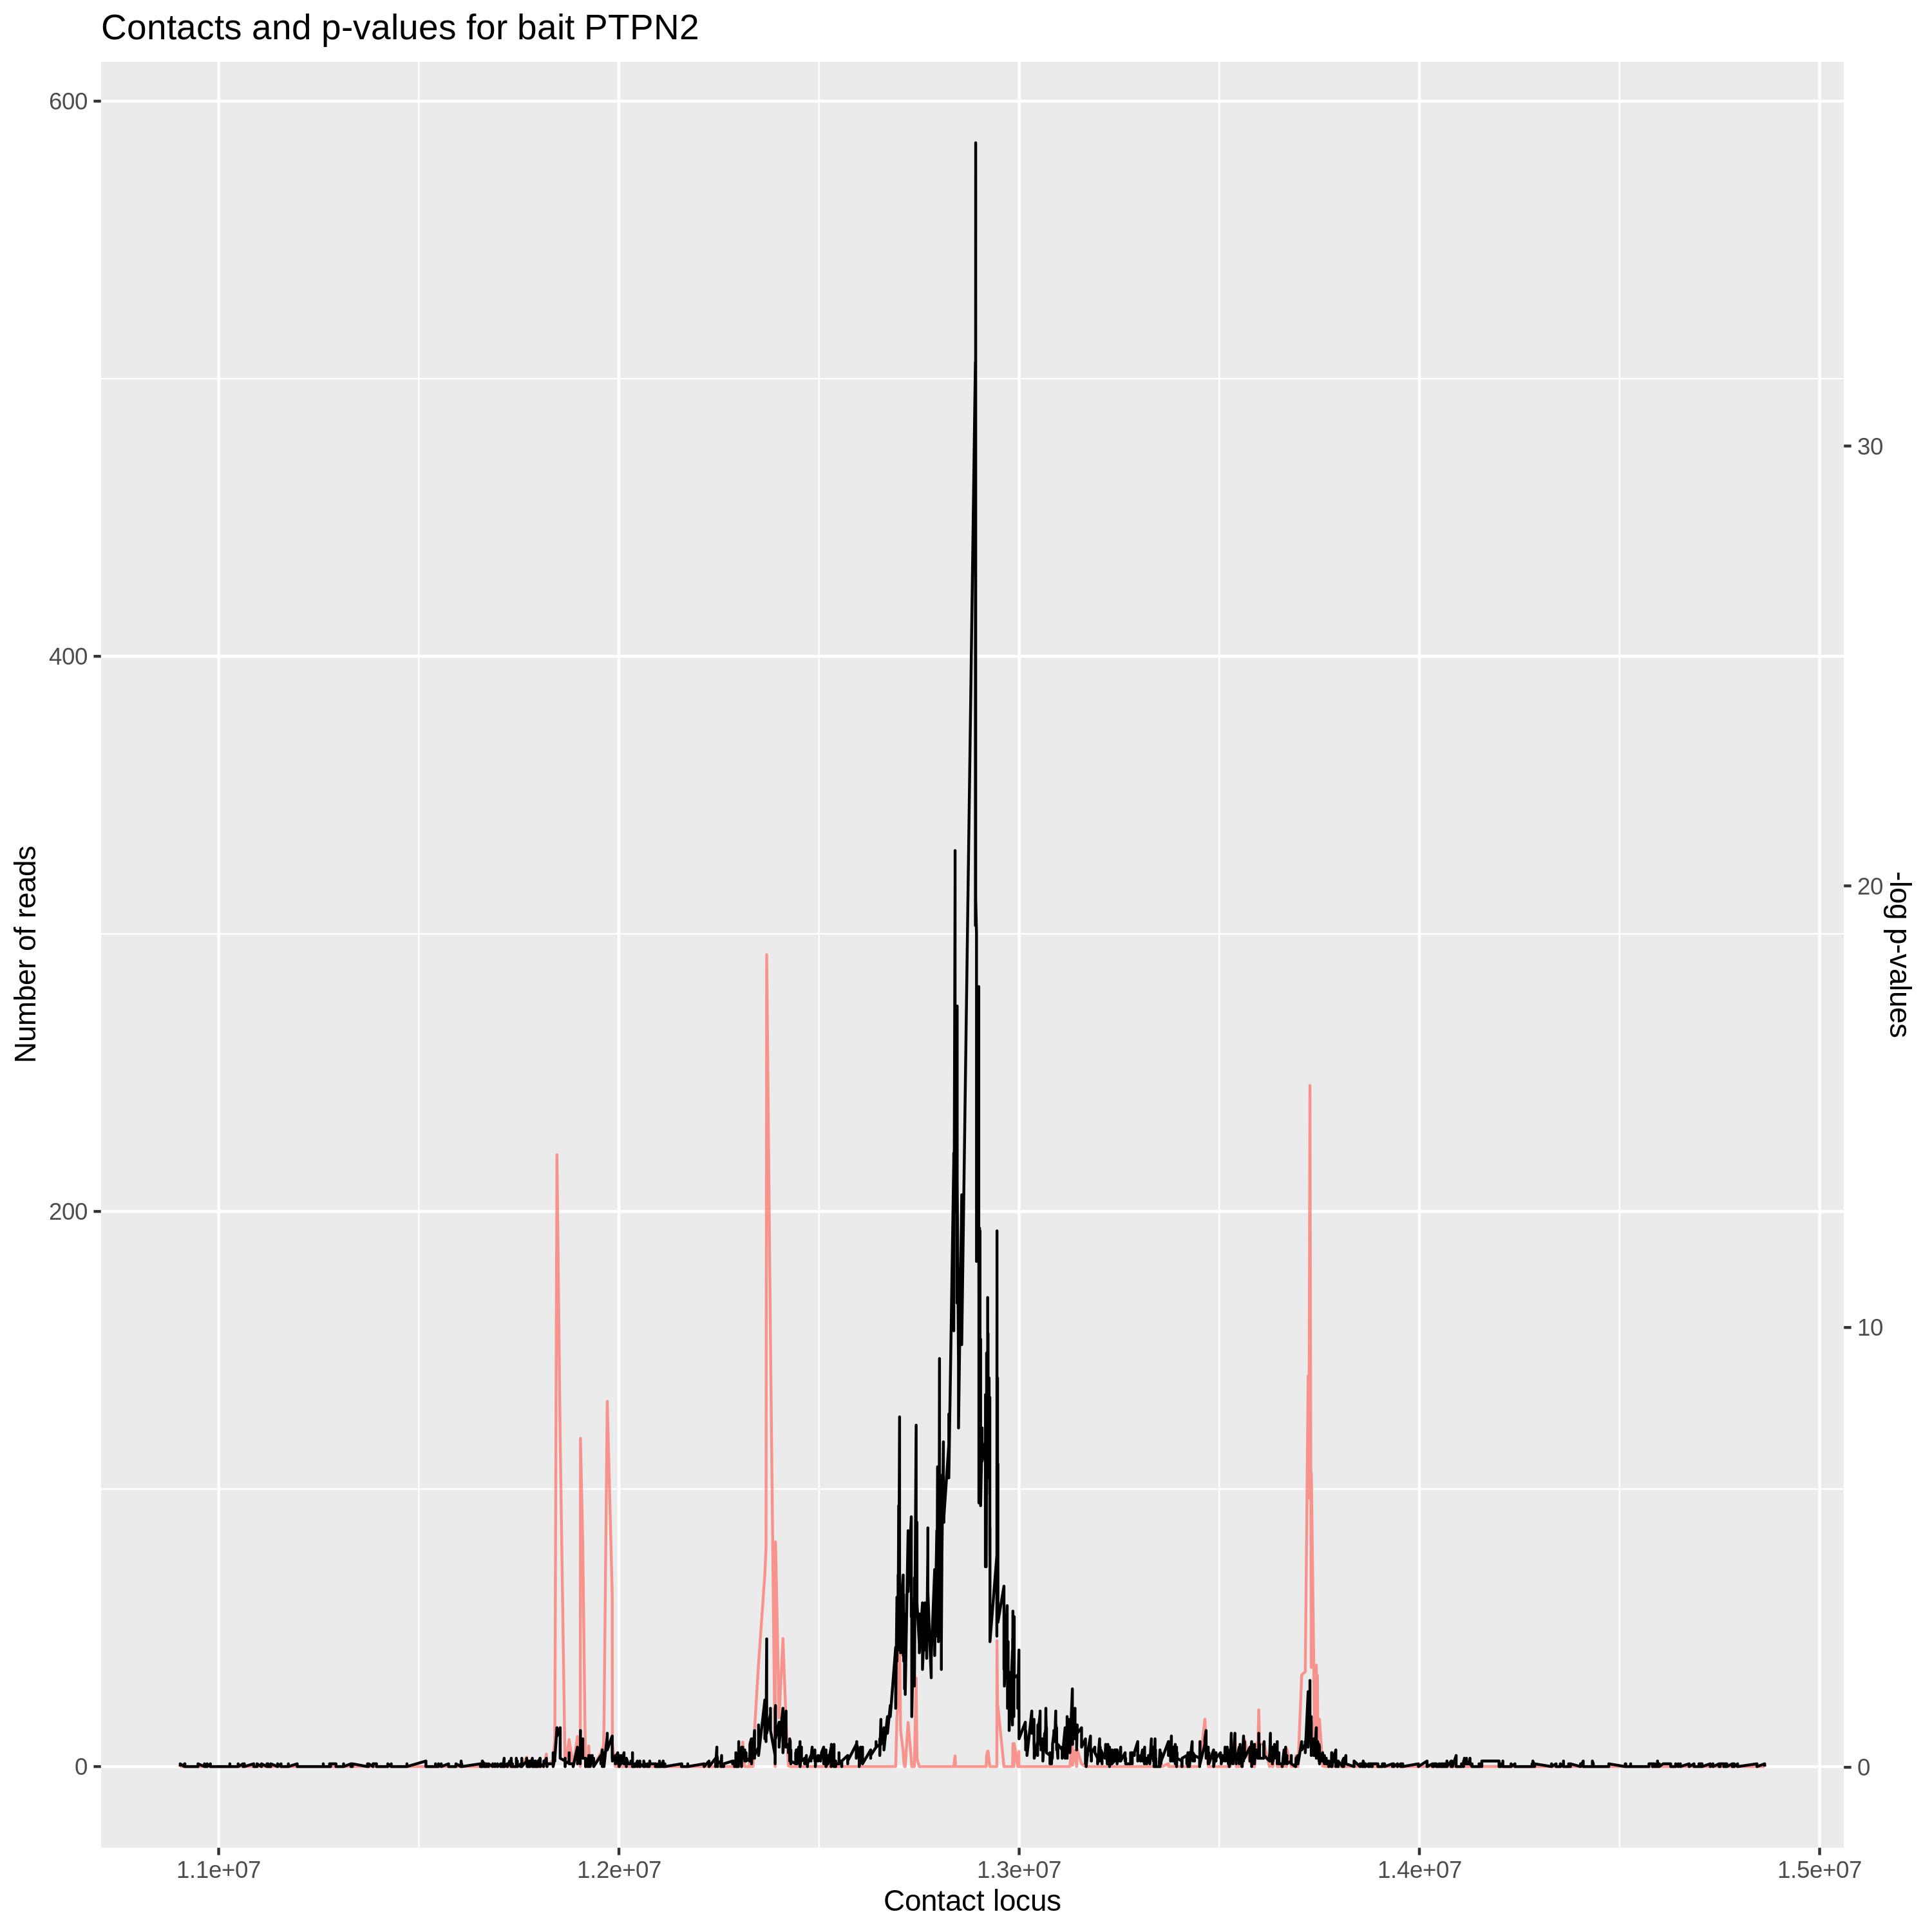 Contacts and p-values for bait PTPN2
600
400
200
0
Number of reads
30
20
10
0
-log p-values
1.1e+07 1.2e+07 1.3e+07 1.4e+07 1.5e+07
Contact locus